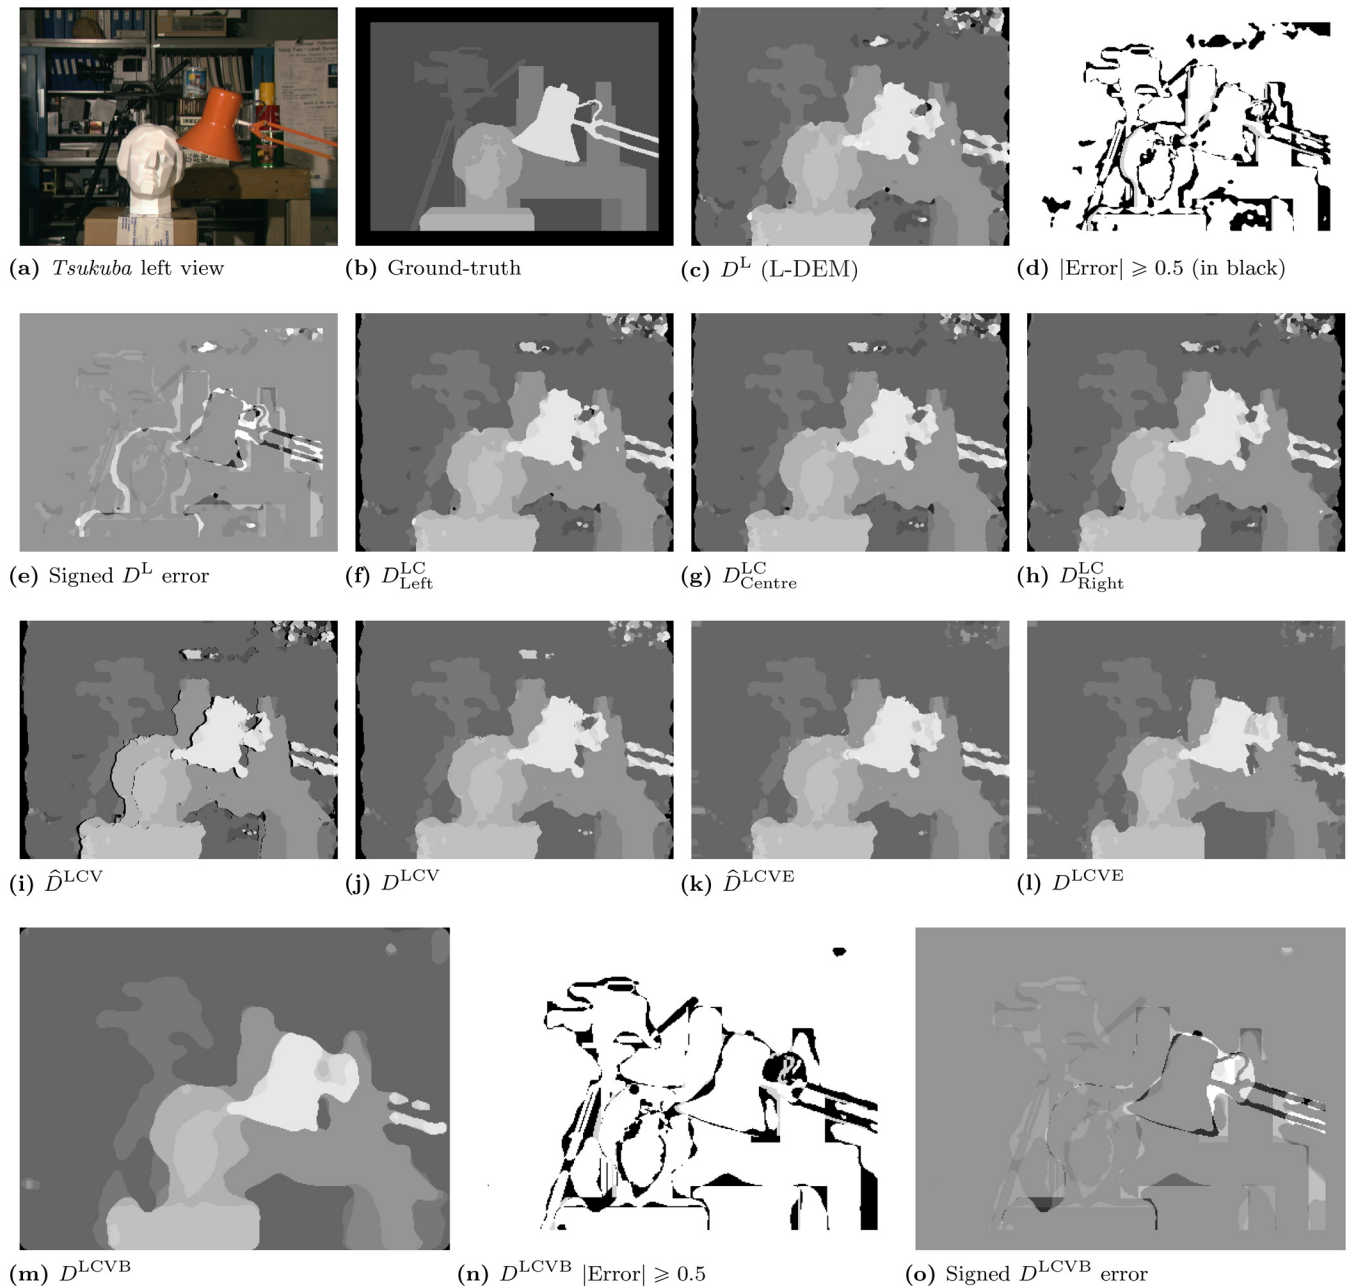 (a) Tsukuba left view
(b) Ground-truth
(c) D^L (L-DEM)
(d) |Error| ⩾ 0.5 (in black)
(e) Signed D^L error
(f) D^LC_Left
(g) D^LC_Centre
(h) D^LC_Right
(i) D̂^LCV
(j) D^LCV
(k) D̂^LCVE
(l) D^LCVE
(m) D^LCVB
(n) D^LCVB |Error| ⩾ 0.5
(o) Signed D^LCVB error